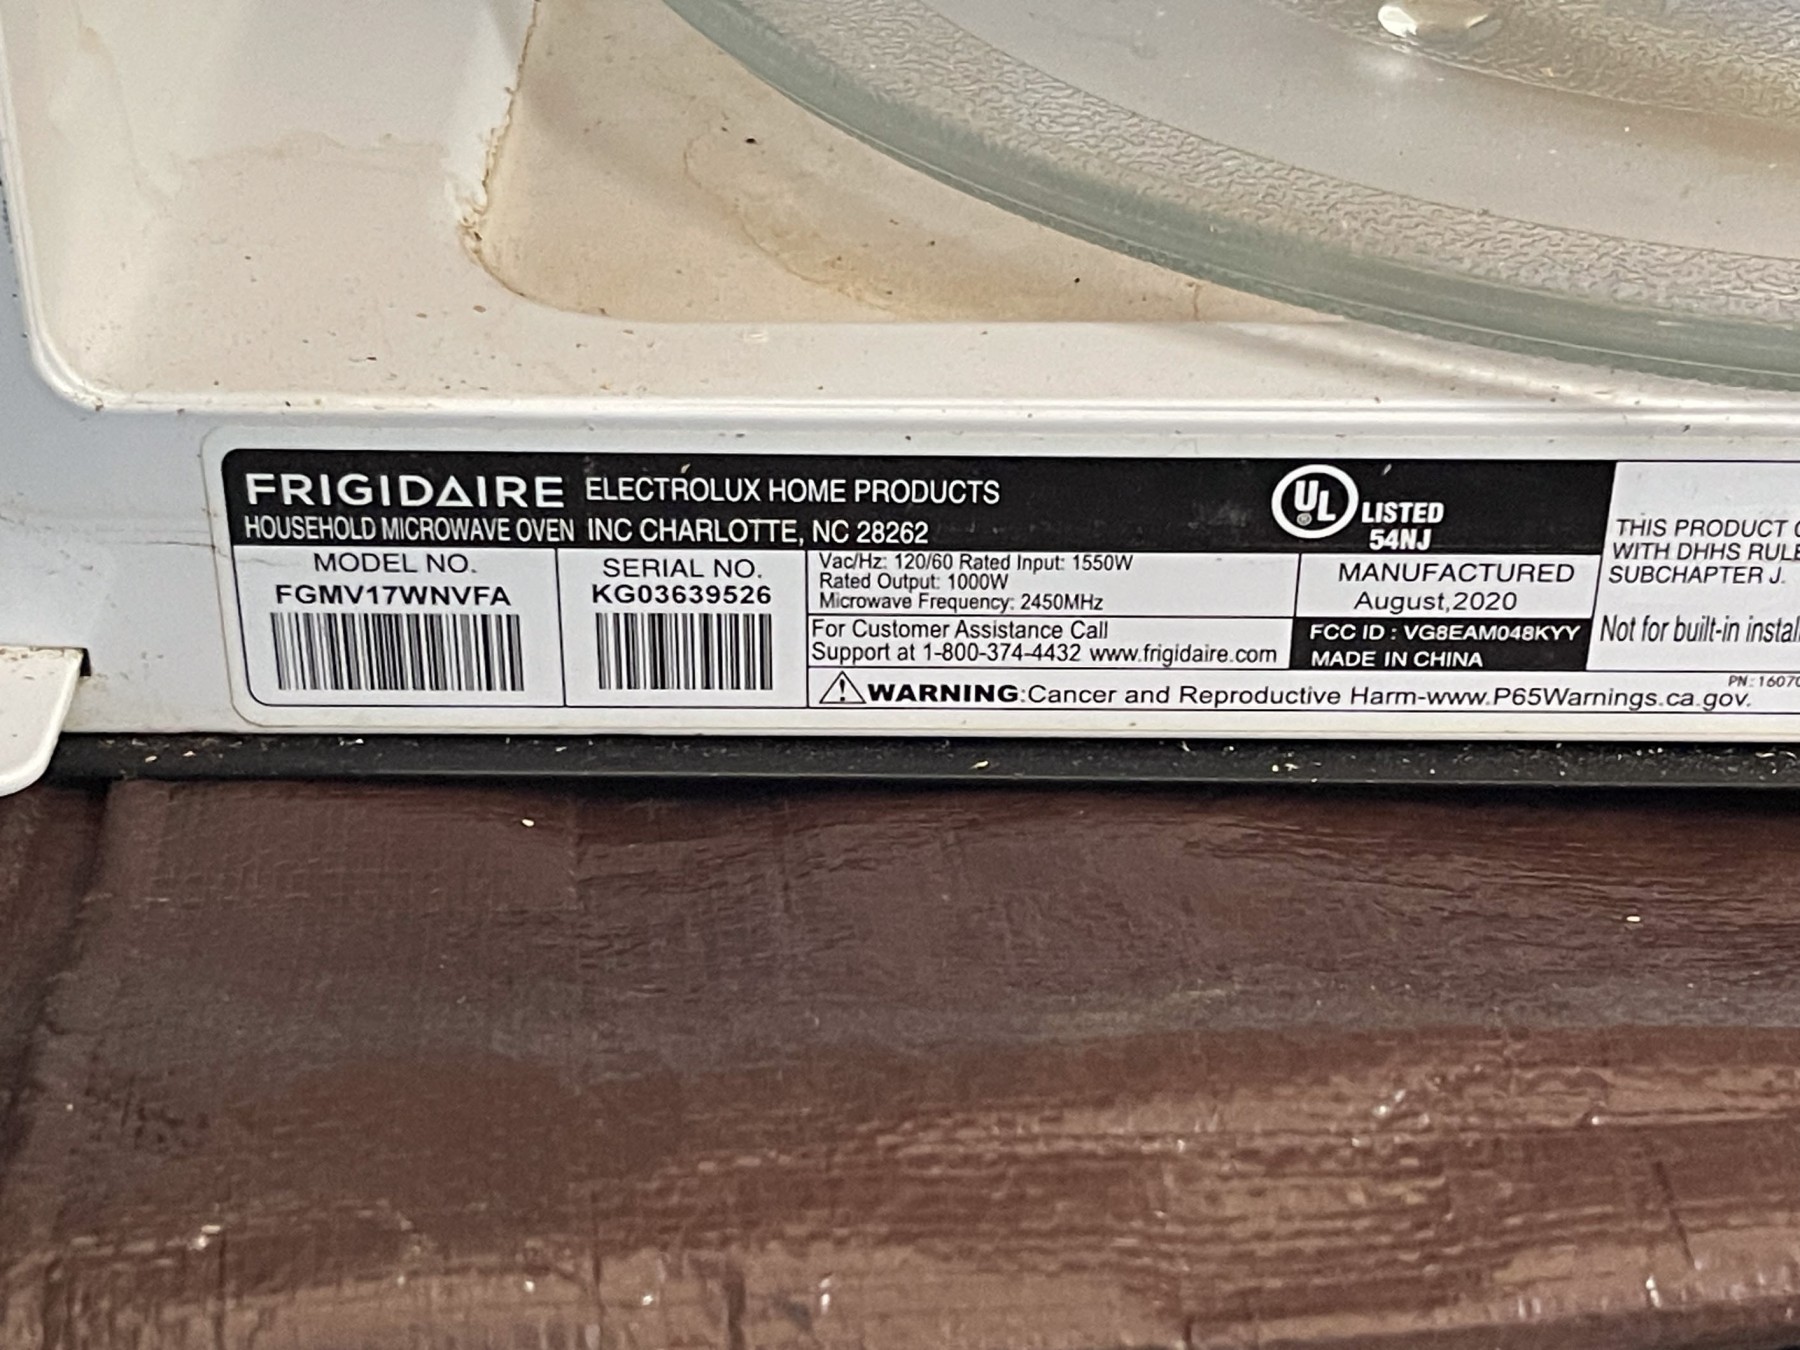 FRIGIDAIRE ELECTROLUX HOME PRODUCTS
HOUSEHOLD MICROWAVE OVEN INC CHARLOTTE, NC 28262
UL® LISTED
54NJ
MODEL NO.
FGMV17WNVFA
SERIAL NO.
KG03639526
Vac/Hz: 120/60 Rated Input: 1550W
Rated Output: 1000W
Microwave Frequency: 2450MHz
For Customer Assistance Call
Support at 1-800-374-4432 www.frigidaire.com
MANUFACTURED
August,2020
FCC ID : VG8EAM048KYY
MADE IN CHINA
THIS PRODUCT
WITH DHHS RULE
SUBCHAPTER J.
Not for built-in
PN: 1607
⚠WARNING:Cancer and Reproductive Harm-www.P65Warnings.ca.gov.